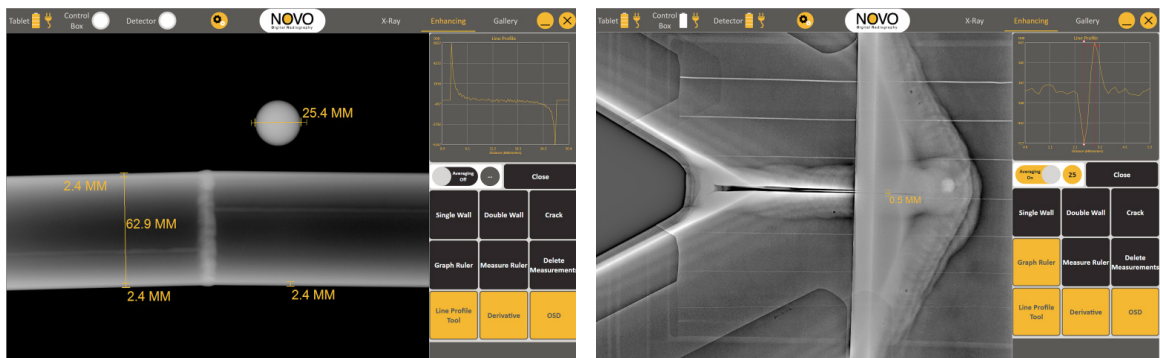 Tablet
Control Box
Detector
NOVO
Digital Radiography
X-Ray
Enhancing
Gallery
Line Profile
25.4 MM
2.4 MM
62.9 MM
2.4 MM
2.4 MM
Averaging Off
Close
Single Wall
Double Wall
Crack
Graph Ruler
Measure Ruler
Delete Measurements
Line Profile Tool
Derivative
OSD
Tablet
Control Box
Detector
NOVO
Digital Radiography
X-Ray
Enhancing
Gallery
Line Profile
0.5 MM
Averaging On
25
Close
Single Wall
Double Wall
Crack
Graph Ruler
Measure Ruler
Delete Measurements
Line Profile Tool
Derivative
OSD